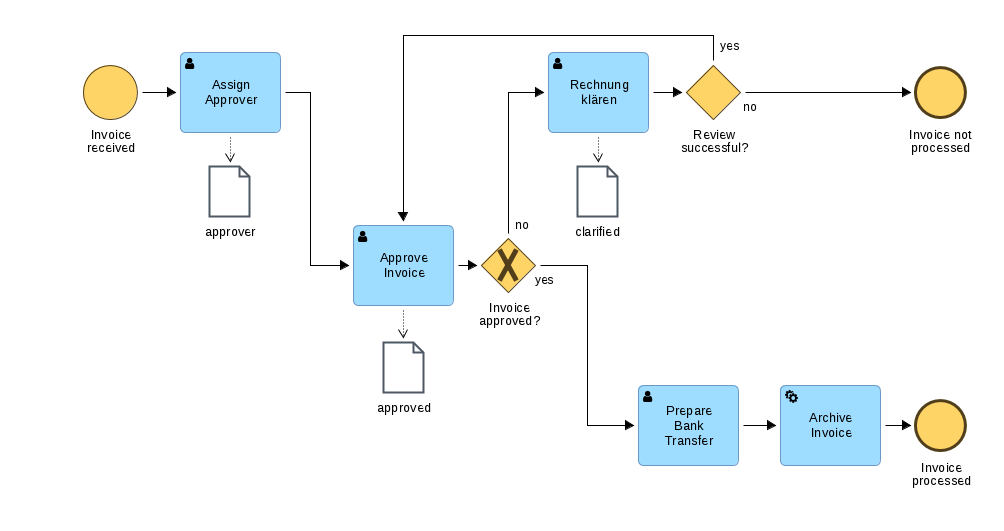 yes
Assign
Approver
Rechnung
klären
no
Invoice
received
Review
successful?
Invoice not
processed
approver
clarified
no
Approve
Invoice
yes
Invoice
approved?
approved
Prepare
Bank
Transfer
Archive
Invoice
Invoice
processed